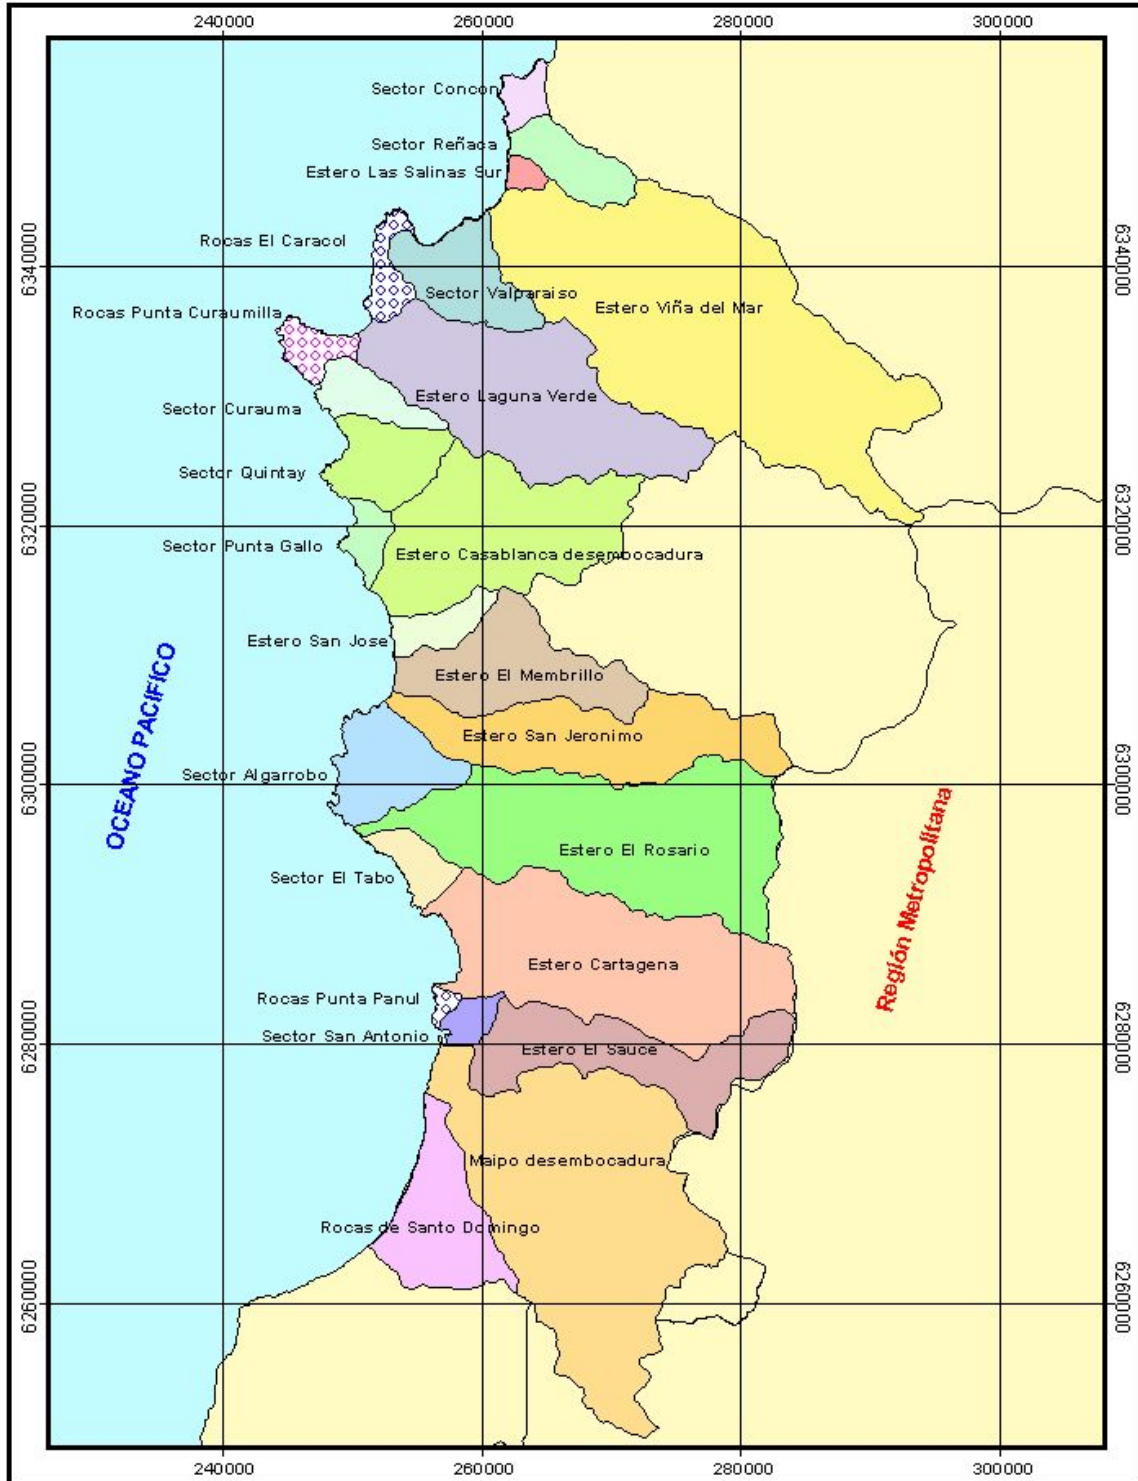 240000 260000 280000 300000
Sector Concon
Sector Reñaca
Estero Las Salinas Sur
Rocas El Caracol
6340000
6340000
Sector Valparaiso
Estero Viña del Mar
Rocas Punta Curaumilla
Estero Laguna Verde
Sector Curauma
Sector Quintay
6320000
6320000
Sector Punta Gallo
Estero Casablanca desembocadura
Estero San Jose
OCEANO PACIFICO
Estero El Membrillo
Estero San Jeronimo
Sector Algarrobo
6300000
6300000
Estero El Rosario
Sector El Tabo
Región Metropolitana
Estero Cartagena
Rocas Punta Panul
Sector San Antonio
6280000
6280000
Estero El Sauce
Maipo desembocadura
Rocas de Santo Domingo
6260000
6260000
240000 260000 280000 300000